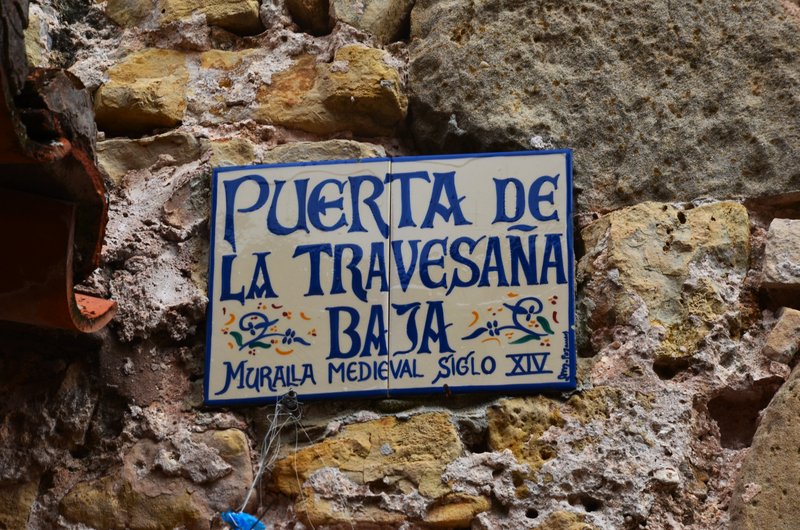 PUERTA DE
LA TRAVESAÑA
BAJA
MURALLA MEDIEVAL SIGLO XIV